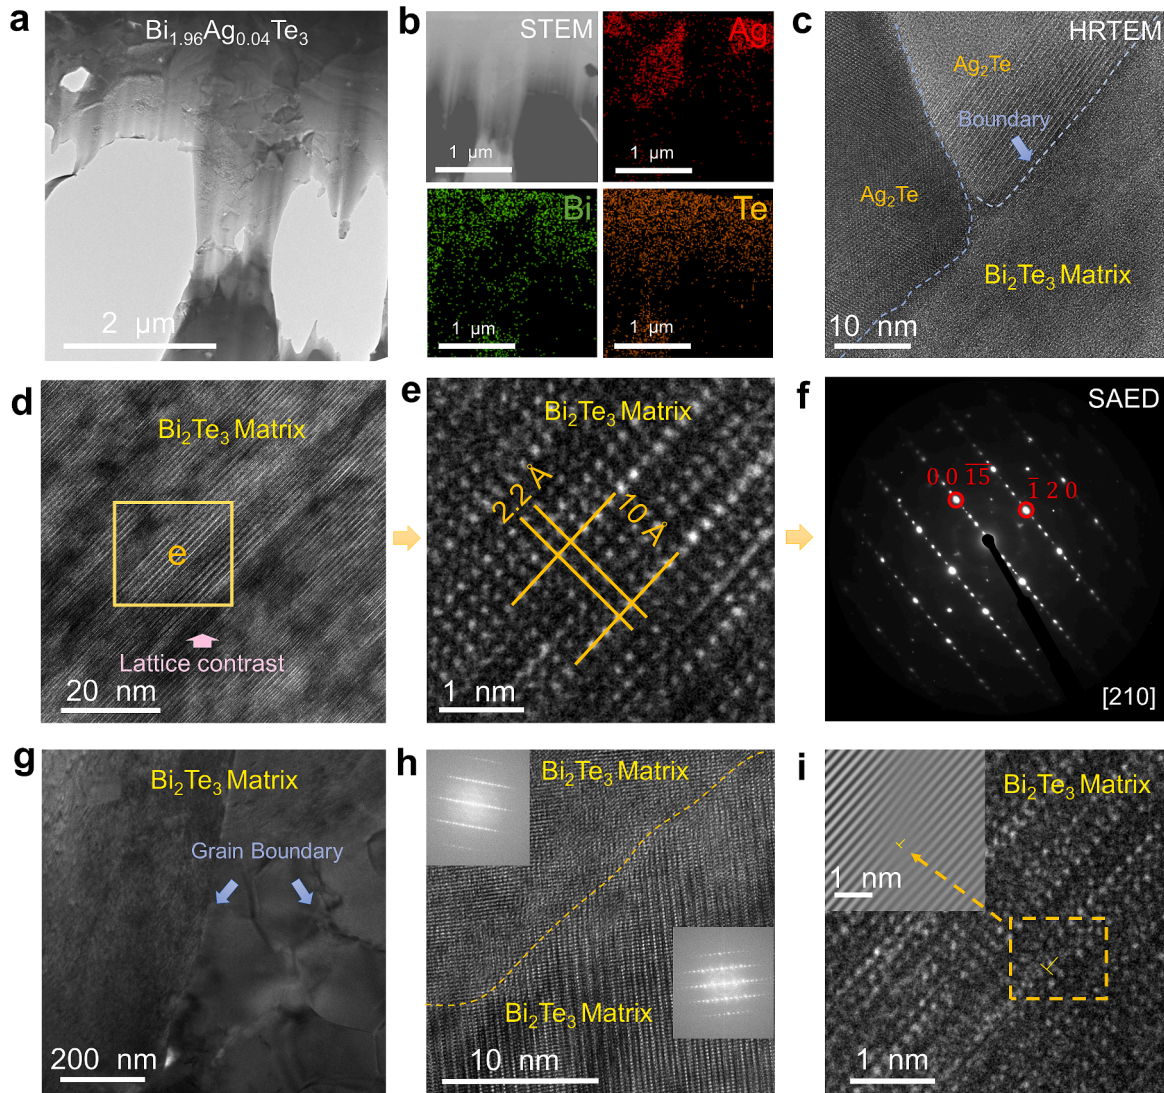 a
Bi₁.₉₆Ag₀.₀₄Te₃
2 µm
b
STEM
1 µm
Ag
1 µm
Bi
1 µm
Te
1 µm
c
HRTEM
Ag₂Te
Boundary
Ag₂Te
Bi₂Te₃ Matrix
10 nm
d
Bi₂Te₃ Matrix
e
Lattice contrast
20 nm
e
Bi₂Te₃ Matrix
2.2 Å
10 Å
1 nm
f
SAED
0 0 1̅5̅
1̅ 2 0
[210]
g
Bi₂Te₃ Matrix
Grain Boundary
200 nm
h
Bi₂Te₃ Matrix
Bi₂Te₃ Matrix
10 nm
i
Bi₂Te₃ Matrix
1 nm
1 nm